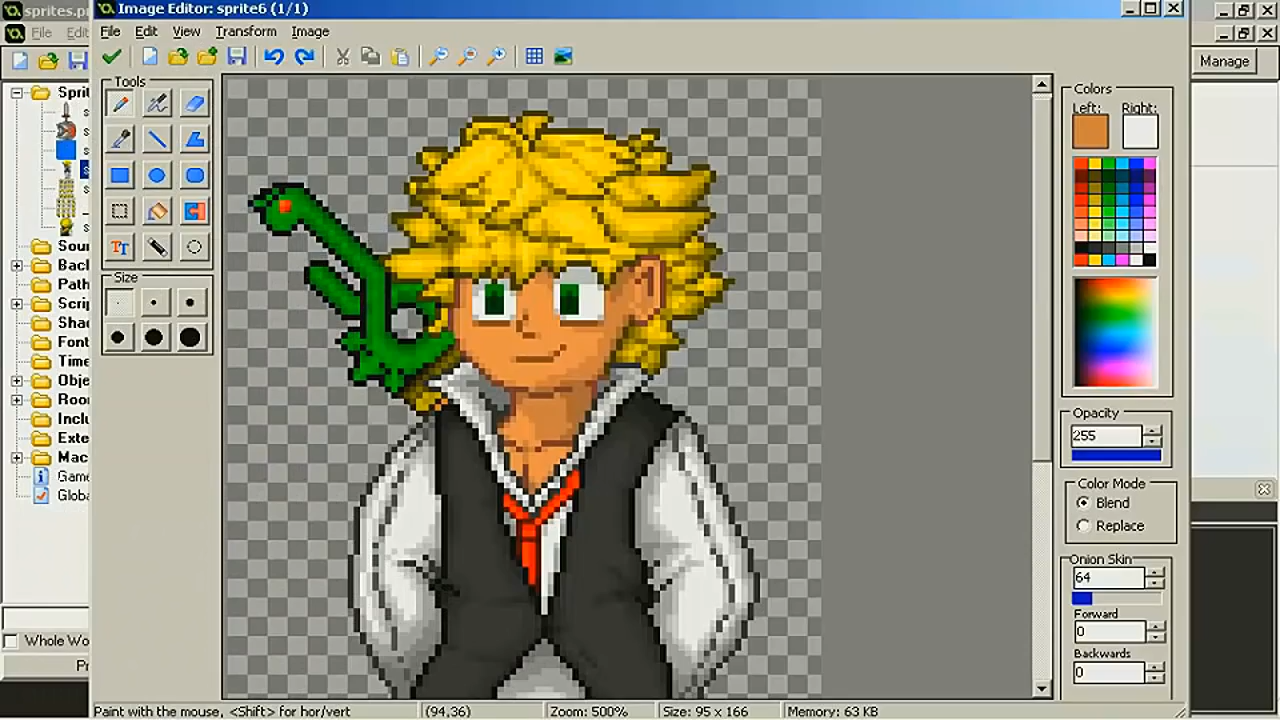 sprites.p
Image Editor: sprite6 (1/1)
File Edit View Transform Image
File Edi
Manage
Tools
Size
Colors
Left: Right:
Opacity
255
Color Mode
Blend
Replace
Onion Skin
64
Forward
0
Backwards
0
Sprit
Sour
Back
Path
Scrip
Shad
Font
Time
Obje
Roo
Inclu
Exte
Mac
Game
Globa
Whole Wo
Paint with the mouse, <Shift> for hor/vert (94,36) Zoom: 500% Size: 95 x 166 Memory: 63 KB